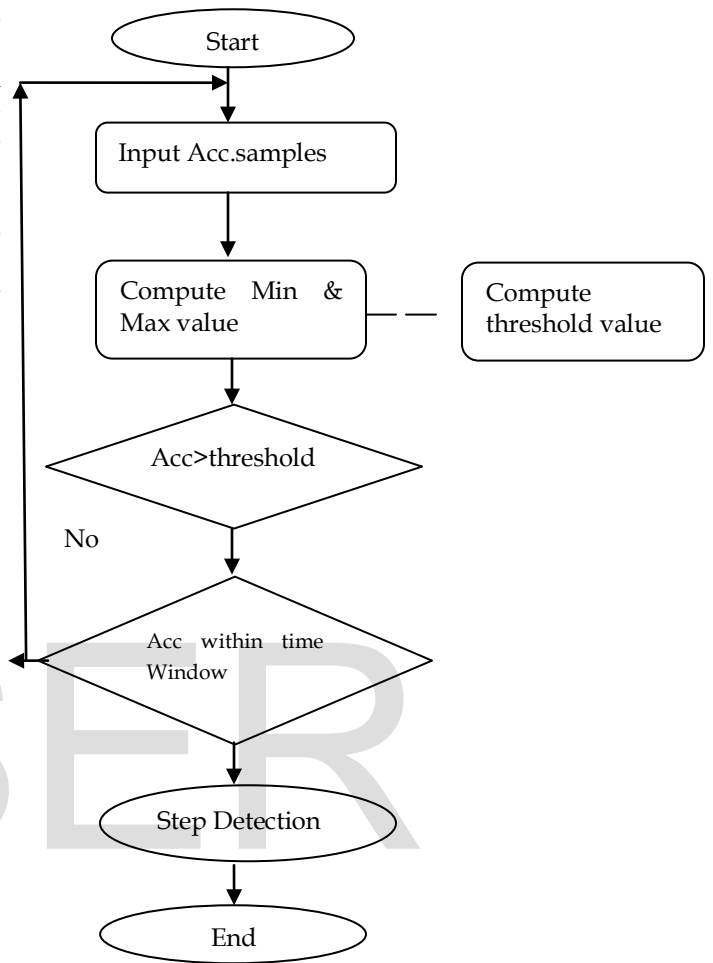 Start
Input Acc.samples
Compute Min &
Max value
Compute
threshold value
Acc>threshold
No
Acc within time
Window
SER
Step Detection
End